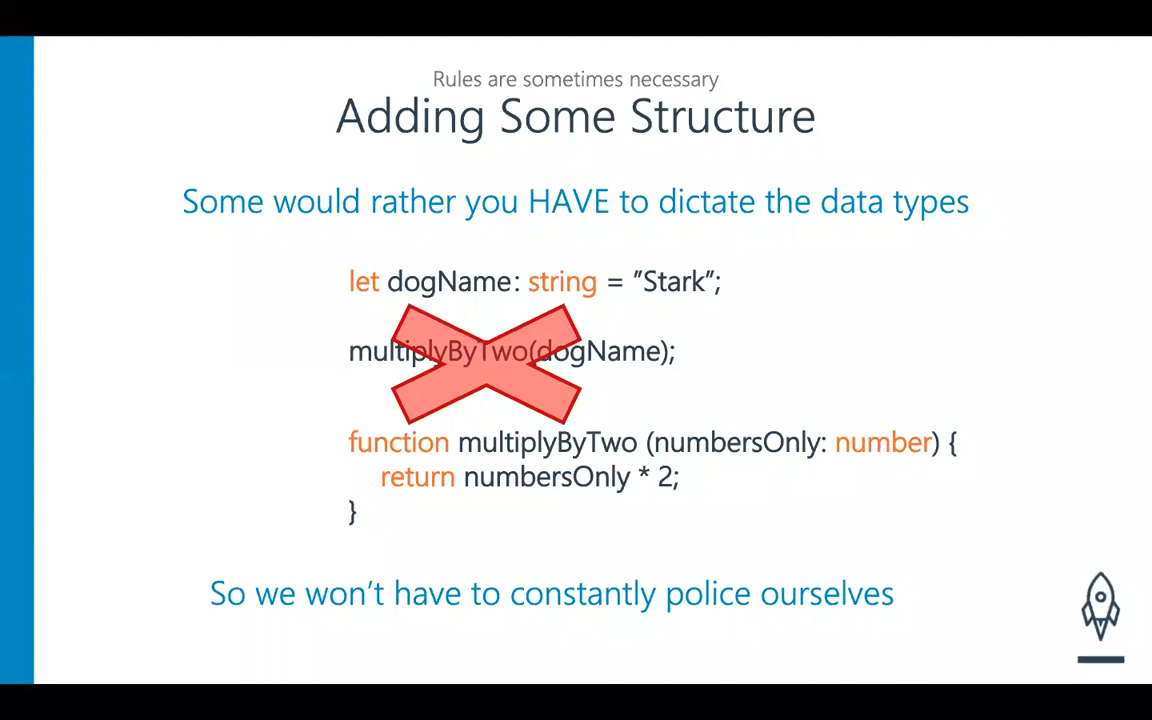 Rules are sometimes necessary
Adding Some Structure
Some would rather you HAVE to dictate the data types
let dogName: string = ”Stark”;
multiplyByTwo(dogName);
function multiplyByTwo (numbersOnly: number) {
return numbersOnly * 2;
}
So we won’t have to constantly police ourselves